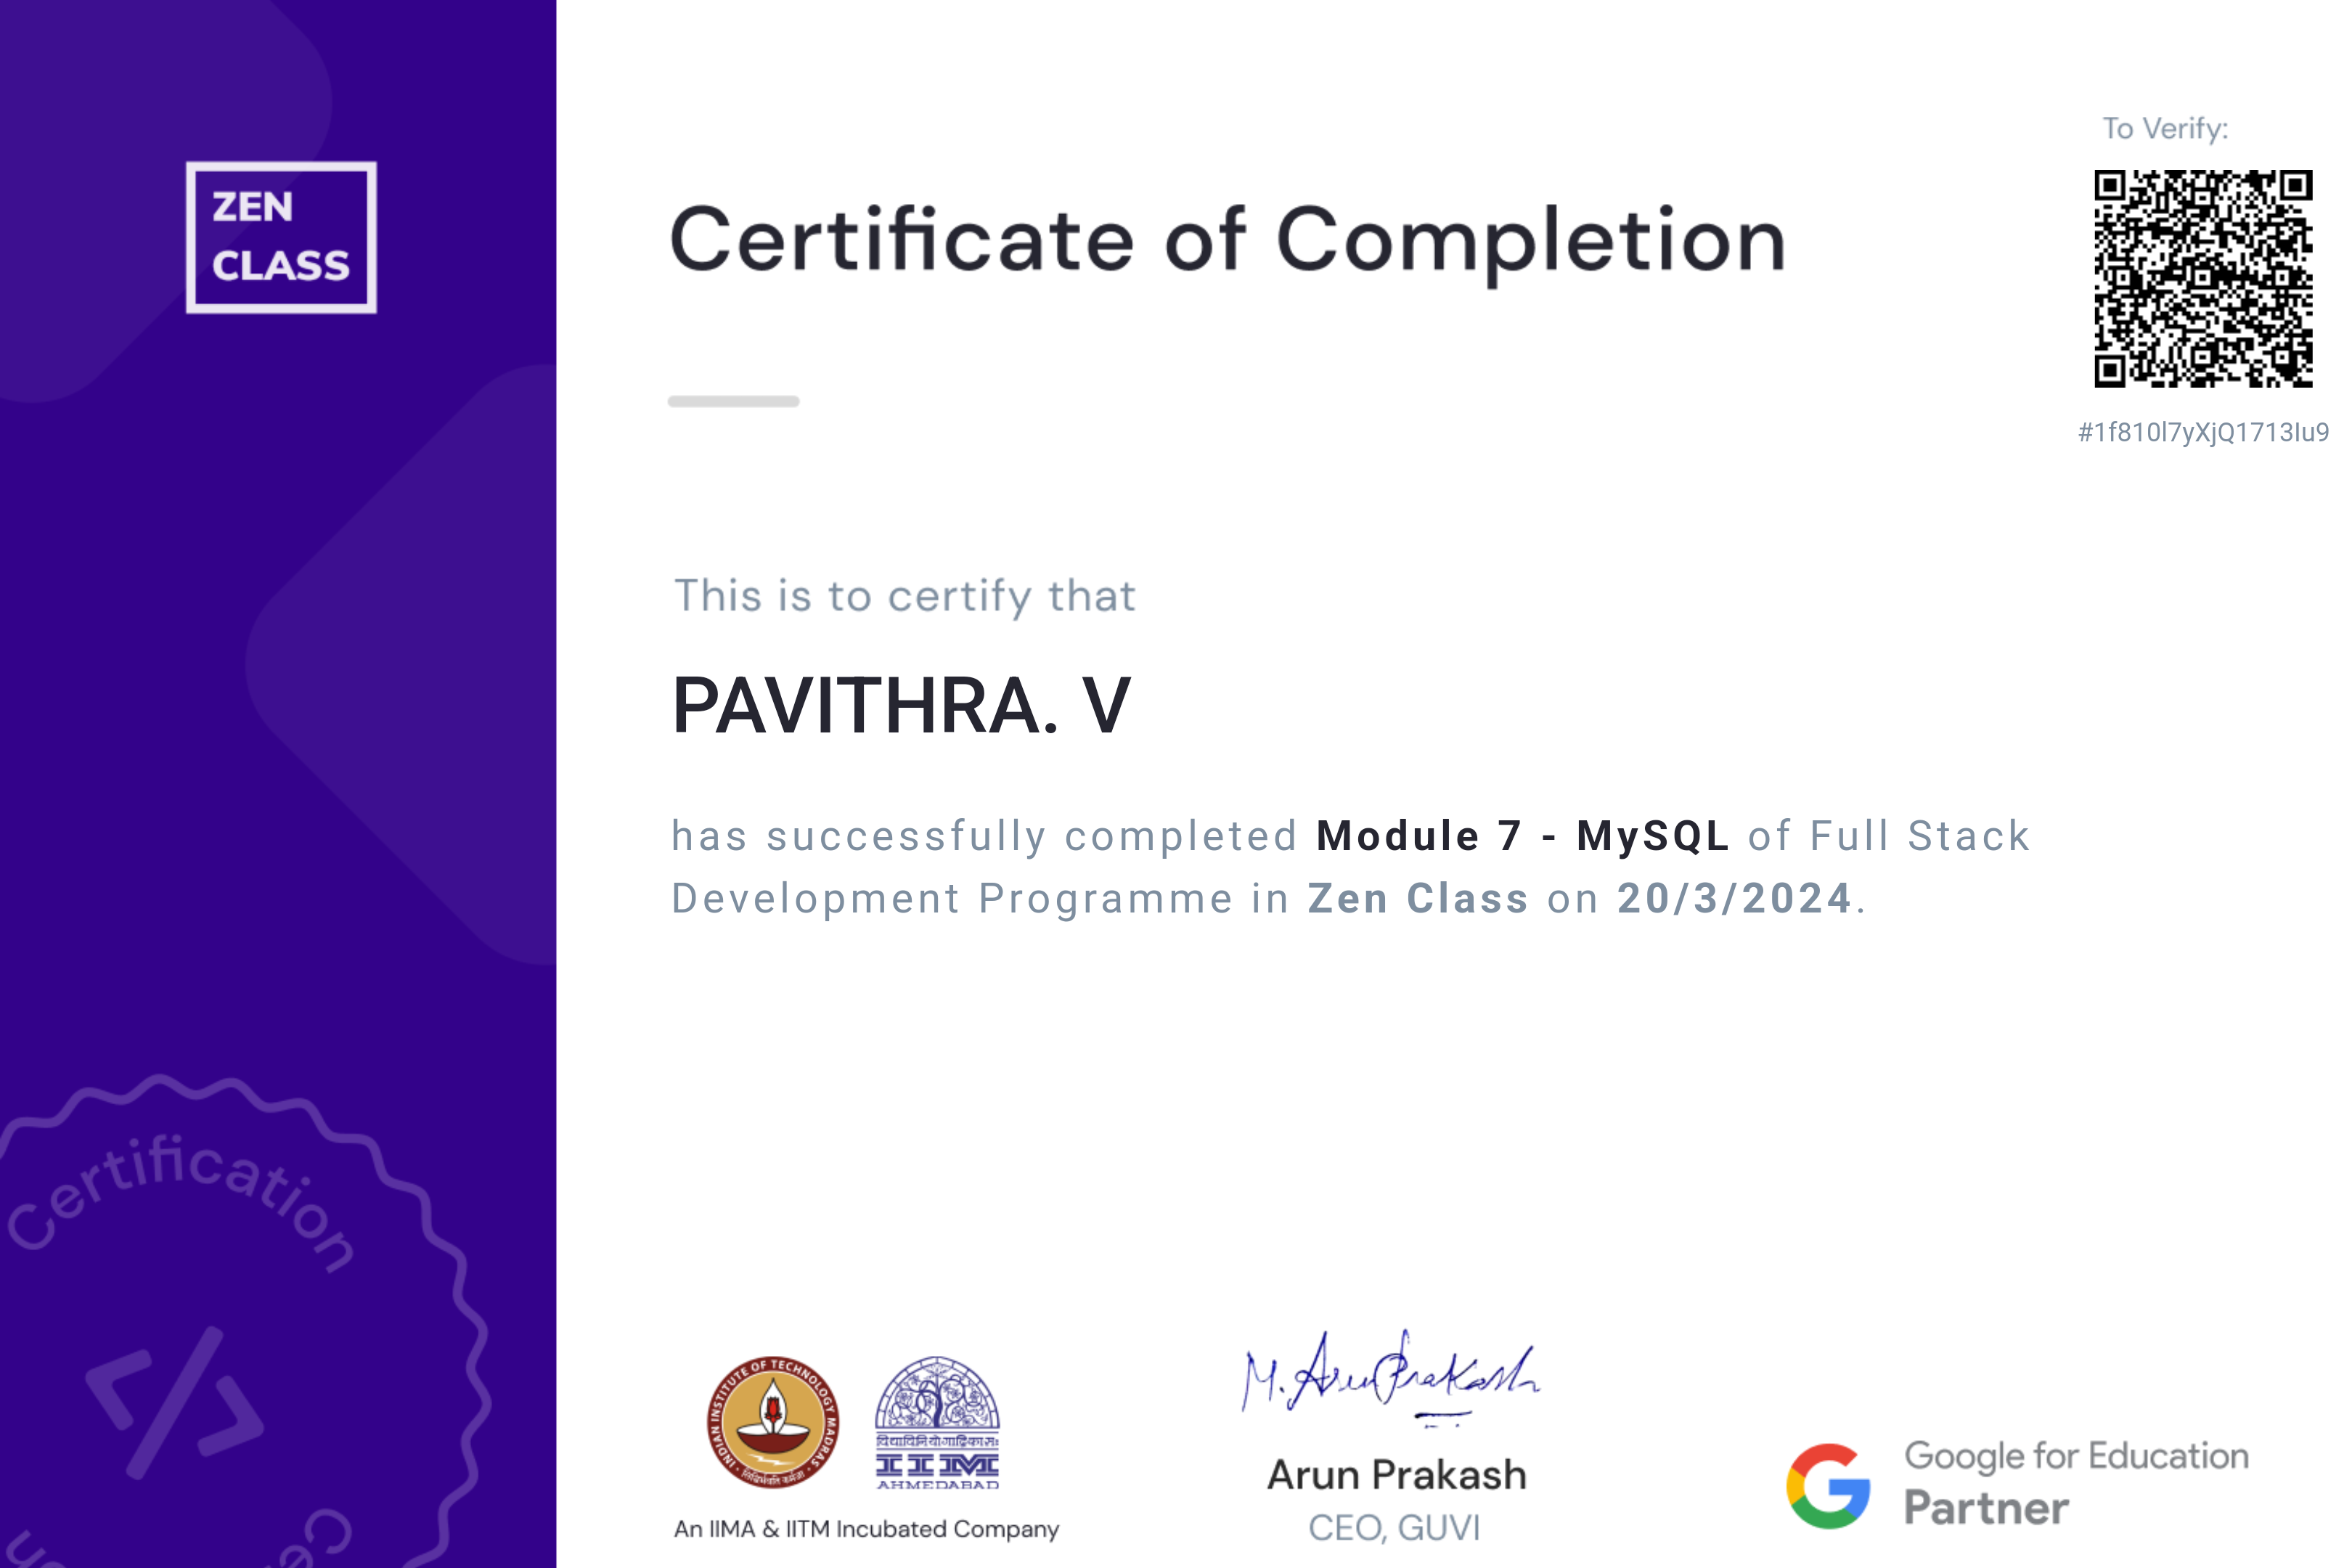 ZEN
CLASS
To Verify:
Certificate of Completion
#1f810l7yXjQ1713Iu9
This is to certify that
PAVITHRA. V
has successfully completed Module 7 - MySQL of Full Stack
Development Programme in Zen Class on 20/3/2024.
Certification
INDIAN INSTITUTE OF TECHNOLOGY MADRAS
IIM
AHMEDABAD
An IIMA & IITM Incubated Company
M. Arun Prakash
Arun Prakash
CEO, GUVI
Google for Education
Partner